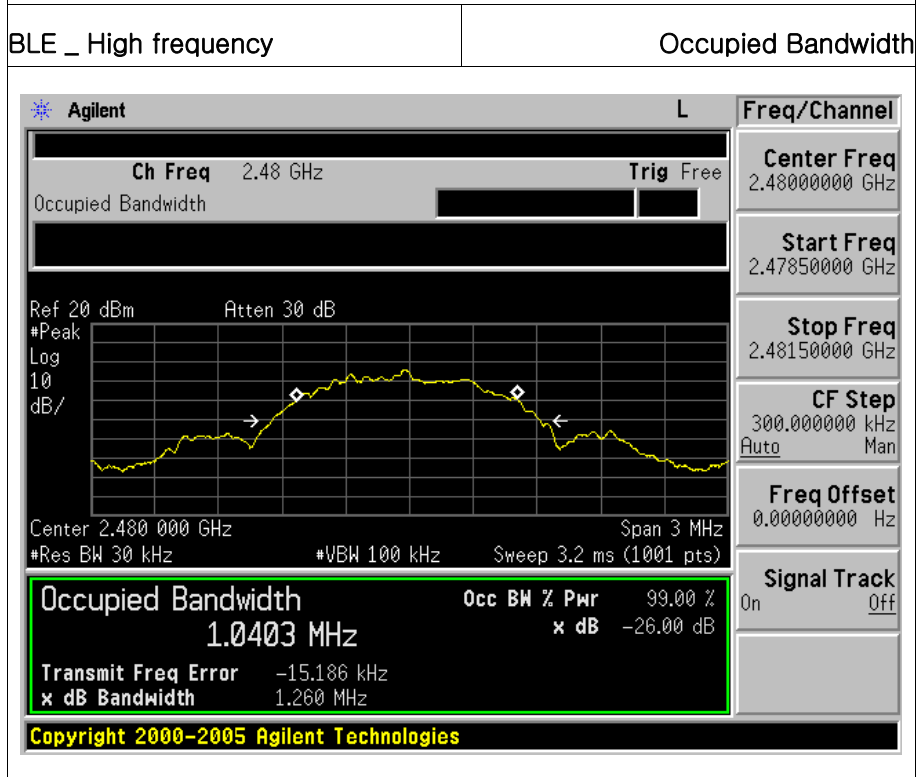 BLE _ High frequency
Occupied Bandwidth
Agilent
L
Freq/Channel
Ch Freq 2.48 GHz
Trig Free
Occupied Bandwidth
Center Freq
2.48000000 GHz
Start Freq
2.47850000 GHz
Stop Freq
2.48150000 GHz
CF Step
300.000000 kHz
Auto Man
Freq Offset
0.00000000 Hz
Signal Track
On Off
Ref 20 dBm
Atten 30 dB
#Peak
Log
10
dB/
Center 2.480 000 GHz
Span 3 MHz
#Res BW 30 kHz
#VBW 100 kHz
Sweep 3.2 ms (1001 pts)
Occupied Bandwidth
1.0403 MHz
Occ BW % Pwr 99.00 %
x dB -26.00 dB
Transmit Freq Error -15.186 kHz
x dB Bandwidth 1.260 MHz
Copyright 2000-2005 Agilent Technologies